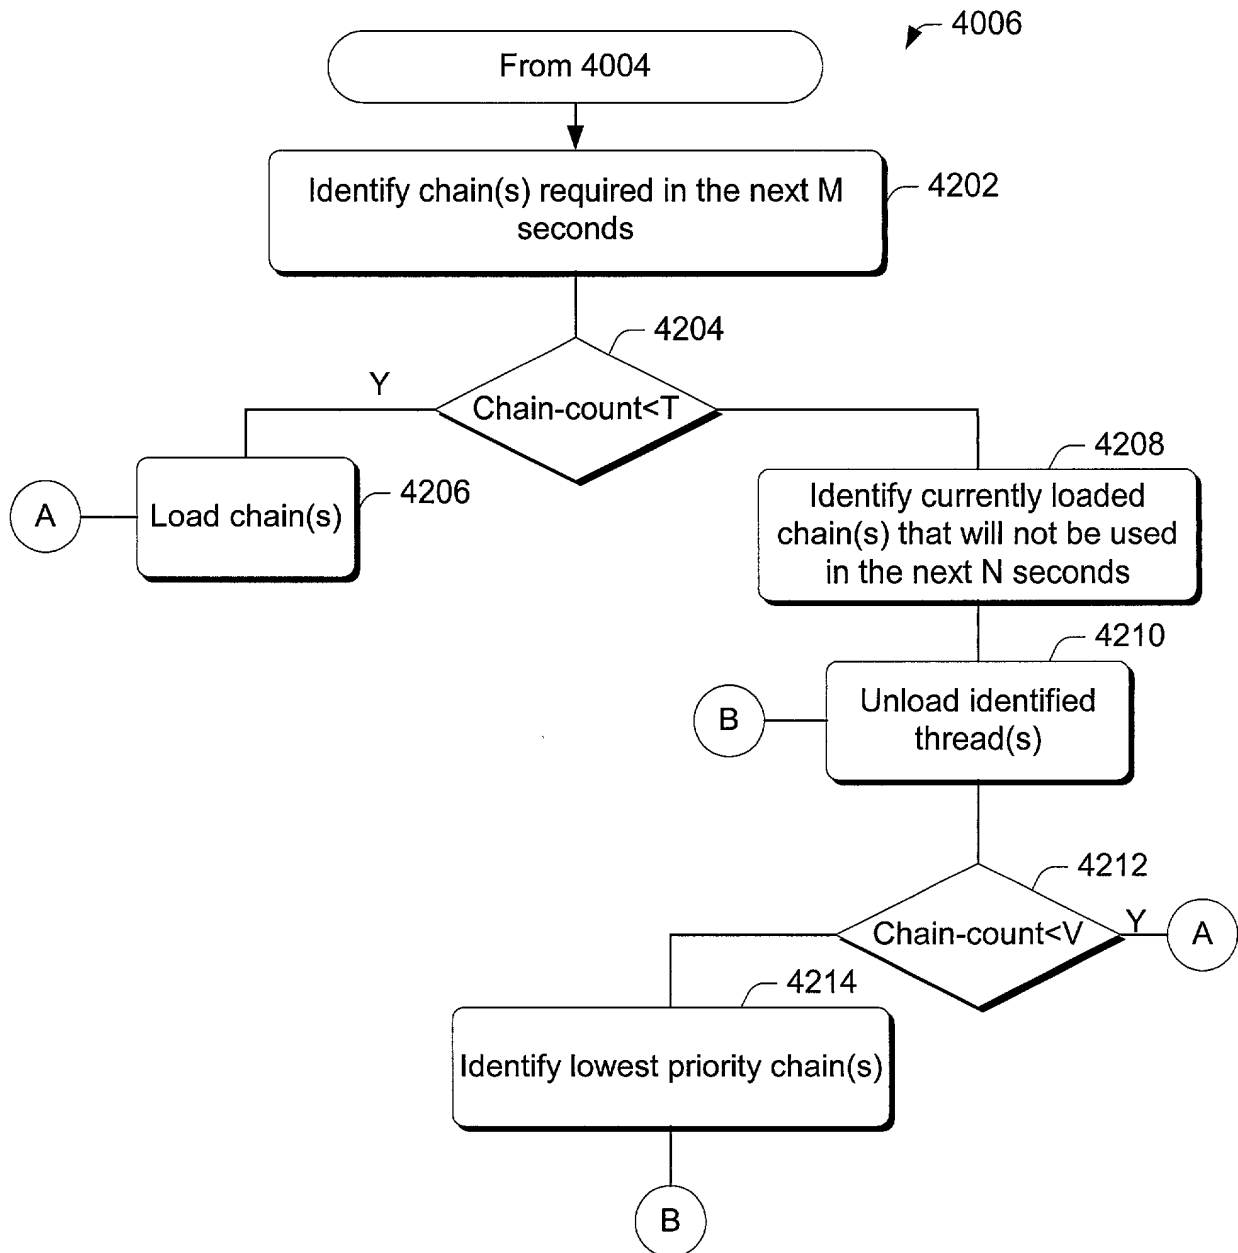 4006
From 4004
Identify chain(s) required in the next M
seconds
4202
4204
Y
Chain-count<T
4208
A
Load chain(s)
4206
Identify currently loaded
chain(s) that will not be used
in the next N seconds
4210
B
Unload identified
thread(s)
4212
Chain-count<V
Y
A
4214
Identify lowest priority chain(s)
B